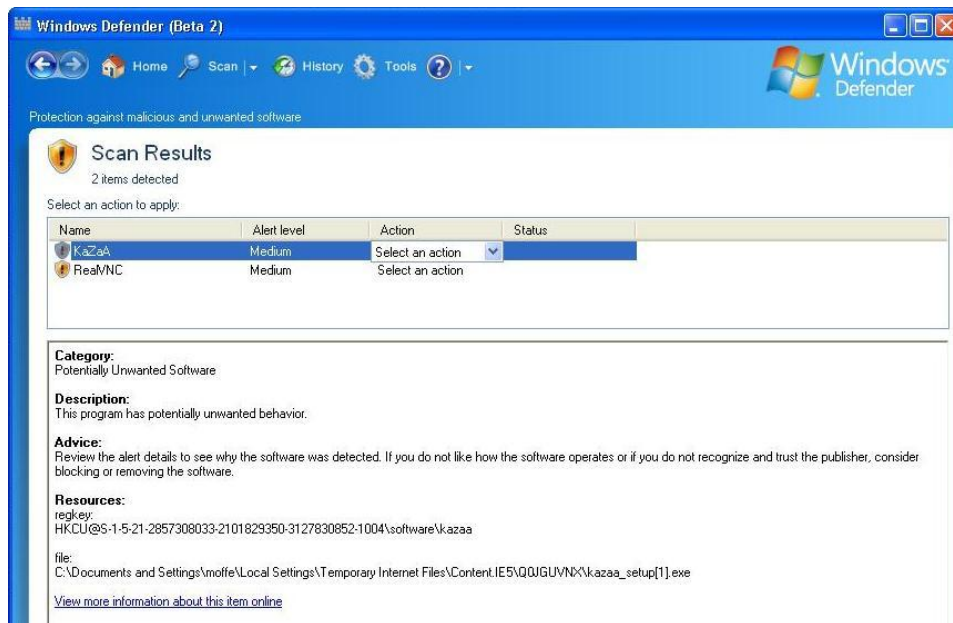 Windows Defender (Beta 2)
Home Scan History Tools
Windows
Defender
Protection against malicious and unwanted software
Scan Results
2 items detected
Select an action to apply:
Name Alert level Action Status
KaZaA Medium Select an action
RealVNC Medium Select an action
Category:
Potentially Unwanted Software
Description:
This program has potentially unwanted behavior.
Advice:
Review the alert details to see why the software was detected. If you do not like how the software operates or if you do not recognize and trust the publisher, consider
blocking or removing the software.
Resources:
regkey:
HKCU@S-1-5-21-2857308033-2101829350-3127830852-1004\software\kazaa
file:
C:\Documents and Settings\moffe\Local Settings\Temporary Internet Files\Content.IE5\Q0JGUVNX\kazaa_setup[1].exe
View more information about this item online